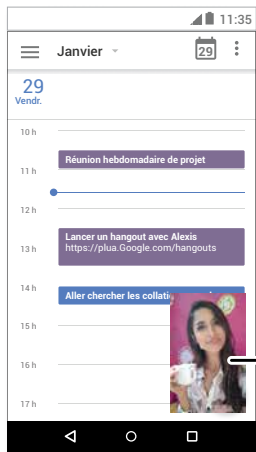 11:35
Janvier
29
29
Vendr.
10 h
Réunion hebdomadaire de projet
11 h
12 h
Lancer un hangout avec Alexis
https://plua.Google.com/hangouts
13 h
14 h
Aller chercher les
15 h
16 h
17 h